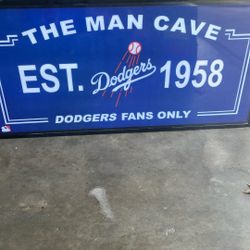 THE MAN CAVE
EST. Dodgers 1958
DODGERS FANS ONLY